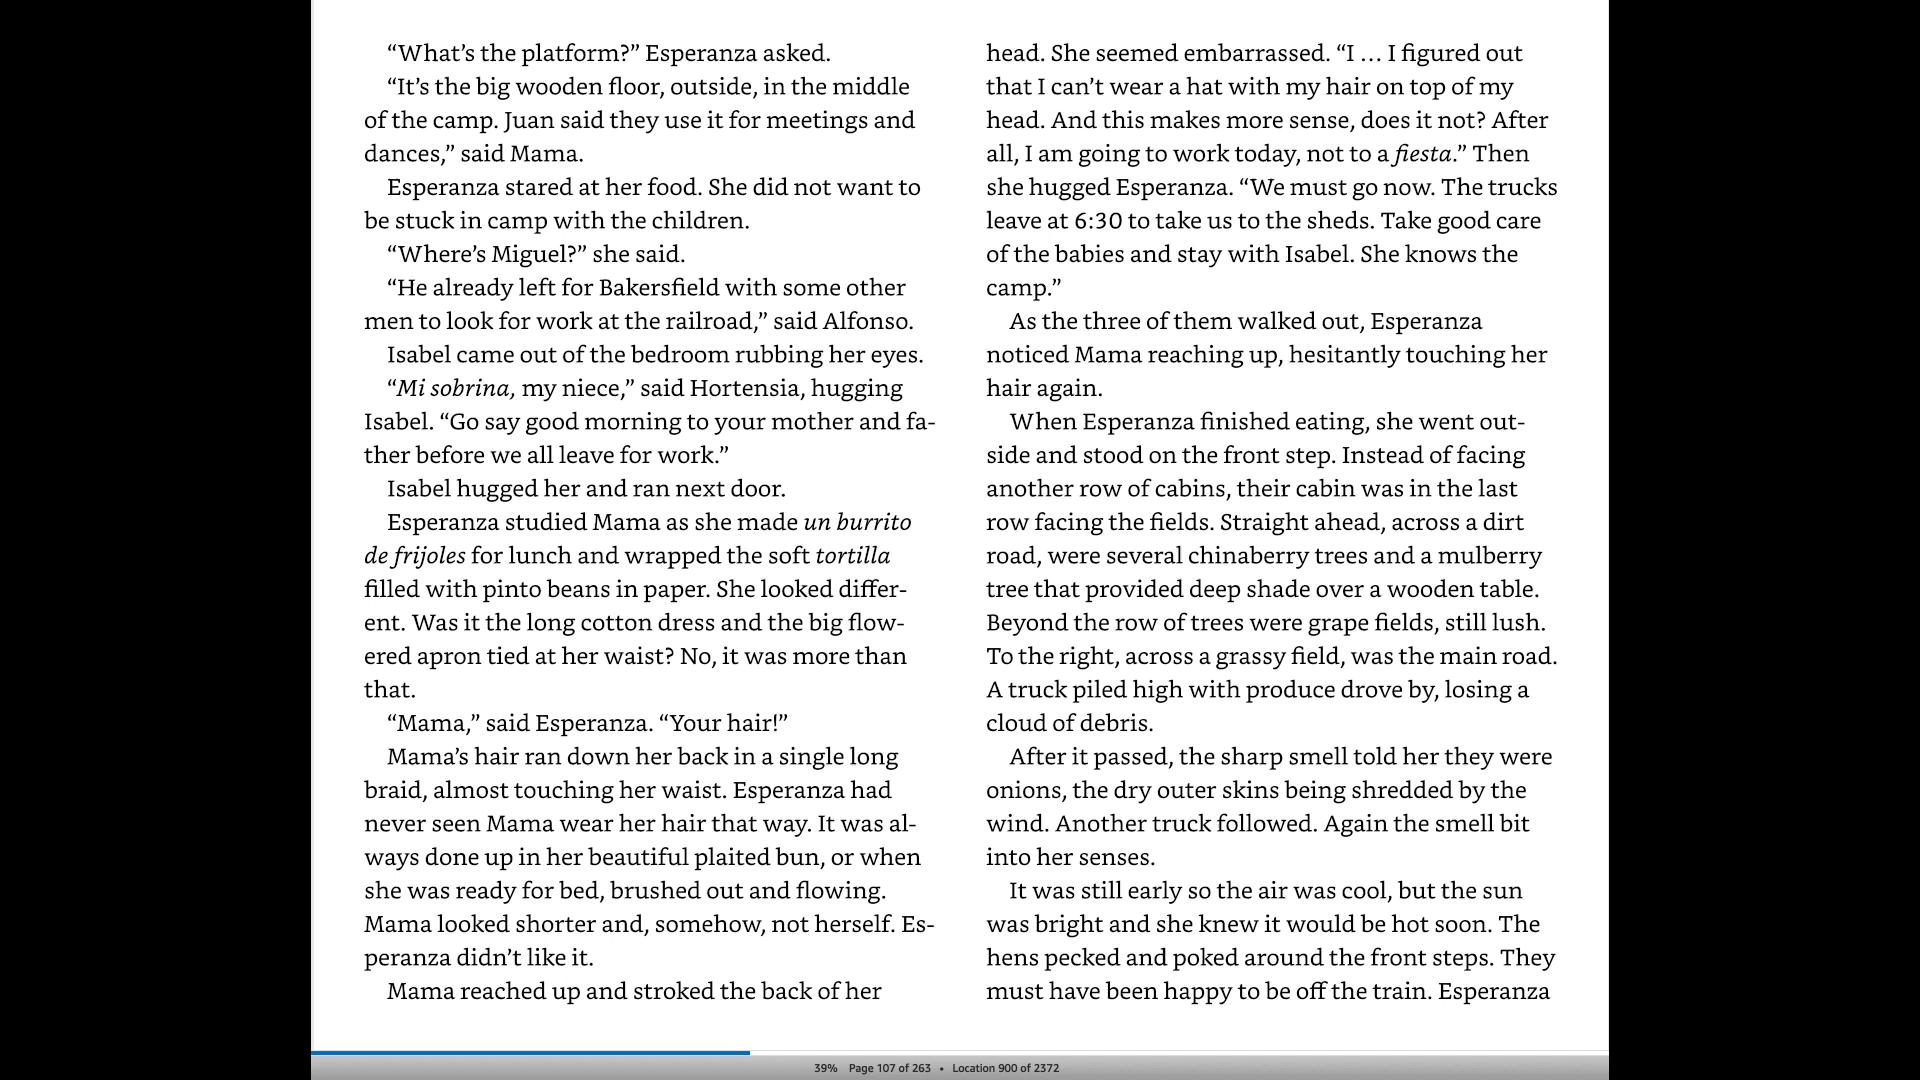 “What’s the platform?” Esperanza asked.
“It’s the big wooden floor, outside, in the middle
of the camp. Juan said they use it for meetings and
dances,” said Mama.
Esperanza stared at her food. She did not want to
be stuck in camp with the children.
“Where’s Miguel?” she said.
“He already left for Bakersfield with some other
men to look for work at the railroad,” said Alfonso.
Isabel came out of the bedroom rubbing her eyes.
“Mi sobrina, my niece,” said Hortensia, hugging
Isabel. “Go say good morning to your mother and fa-
ther before we all leave for work.”
Isabel hugged her and ran next door.
Esperanza studied Mama as she made un burrito
de frijoles for lunch and wrapped the soft tortilla
filled with pinto beans in paper. She looked differ-
ent. Was it the long cotton dress and the big flow-
ered apron tied at her waist? No, it was more than
that.
“Mama,” said Esperanza. “Your hair!”
Mama’s hair ran down her back in a single long
braid, almost touching her waist. Esperanza had
never seen Mama wear her hair that way. It was al-
ways done up in her beautiful plaited bun, or when
she was ready for bed, brushed out and flowing.
Mama looked shorter and, somehow, not herself. Es-
peranza didn’t like it.
Mama reached up and stroked the back of her
head. She seemed embarrassed. “I … I figured out
that I can’t wear a hat with my hair on top of my
head. And this makes more sense, does it not? After
all, I am going to work today, not to a fiesta.” Then
she hugged Esperanza. “We must go now. The trucks
leave at 6:30 to take us to the sheds. Take good care
of the babies and stay with Isabel. She knows the
camp.”
As the three of them walked out, Esperanza
noticed Mama reaching up, hesitantly touching her
hair again.
When Esperanza finished eating, she went out-
side and stood on the front step. Instead of facing
another row of cabins, their cabin was in the last
row facing the fields. Straight ahead, across a dirt
road, were several chinaberry trees and a mulberry
tree that provided deep shade over a wooden table.
Beyond the row of trees were grape fields, still lush.
To the right, across a grassy field, was the main road.
A truck piled high with produce drove by, losing a
cloud of debris.
After it passed, the sharp smell told her they were
onions, the dry outer skins being shredded by the
wind. Another truck followed. Again the smell bit
into her senses.
It was still early so the air was cool, but the sun
was bright and she knew it would be hot soon. The
hens pecked and poked around the front steps. They
must have been happy to be off the train. Esperanza
39% Page 107 of 263 • Location 900 of 2372